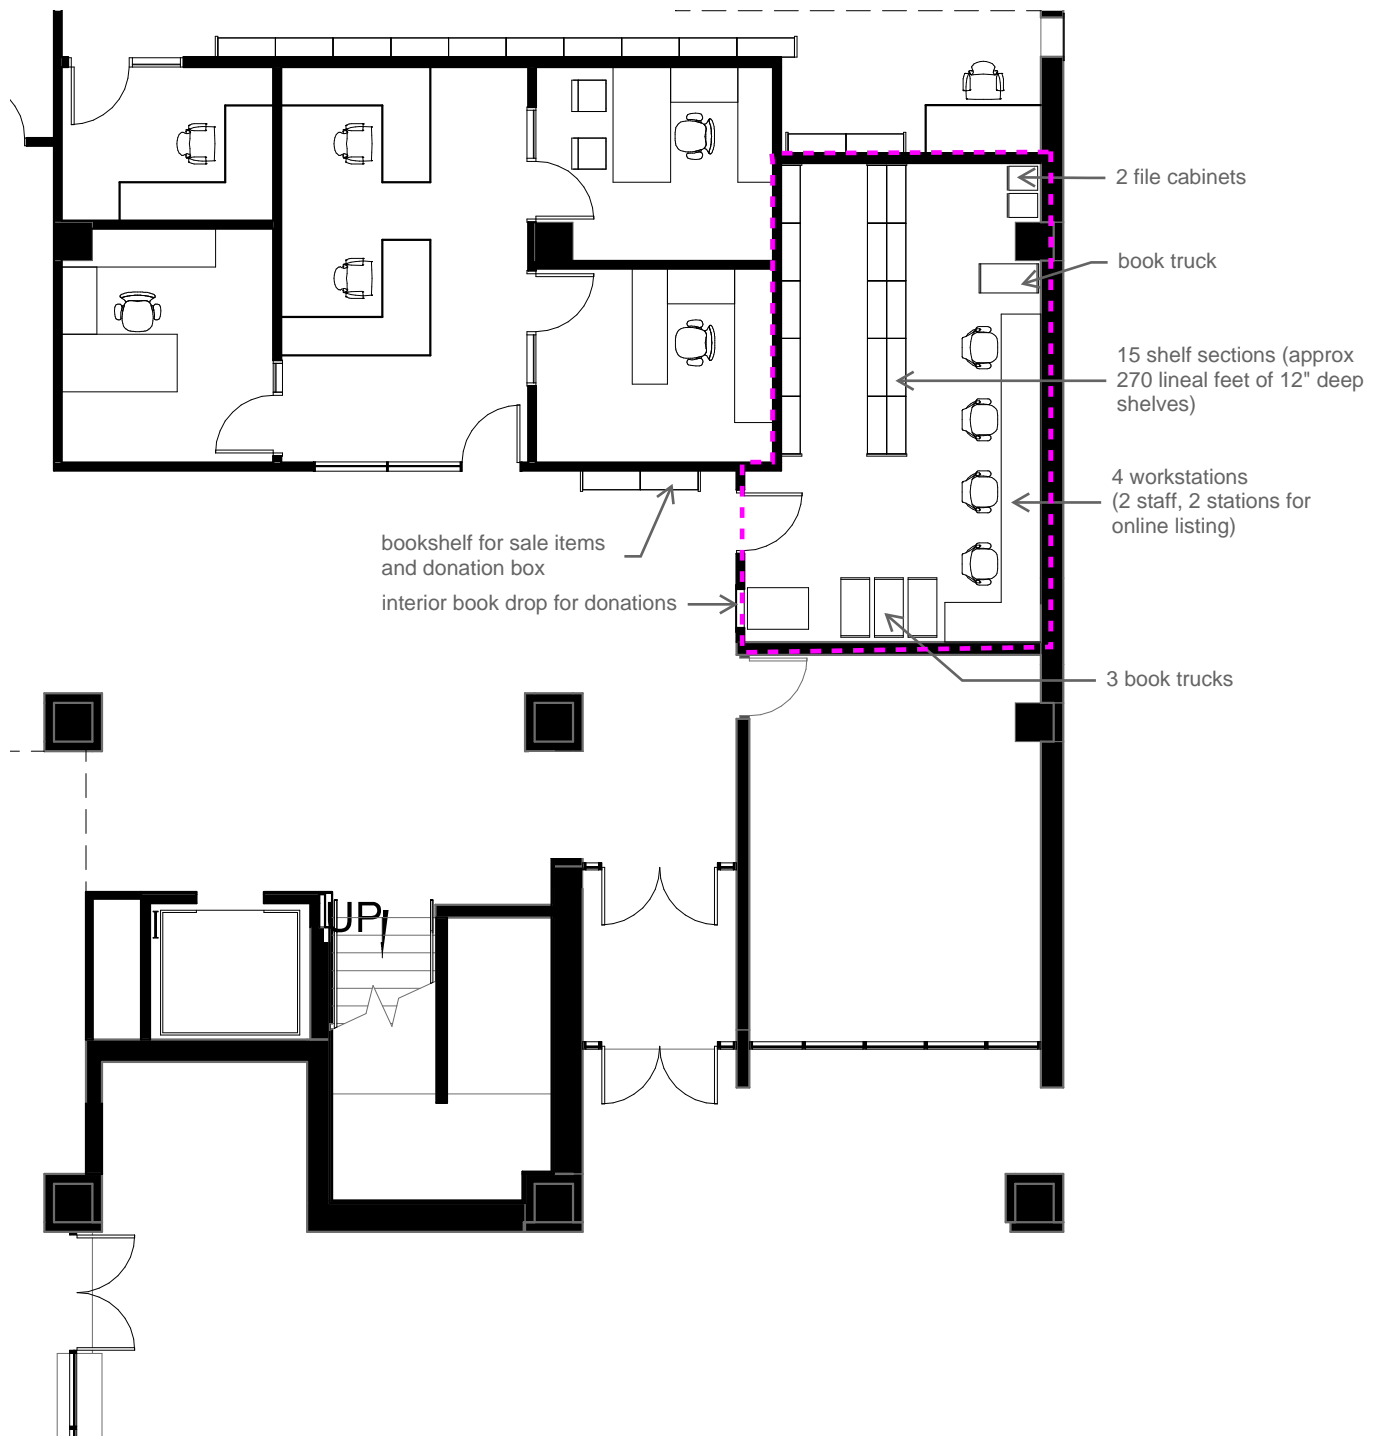 2 file cabinets
book truck
15 shelf sections (approx
270 lineal feet of 12" deep
shelves)
4 workstations
(2 staff, 2 stations for
online listing)
bookshelf for sale items
and donation box
interior book drop for donations
3 book trucks
UP